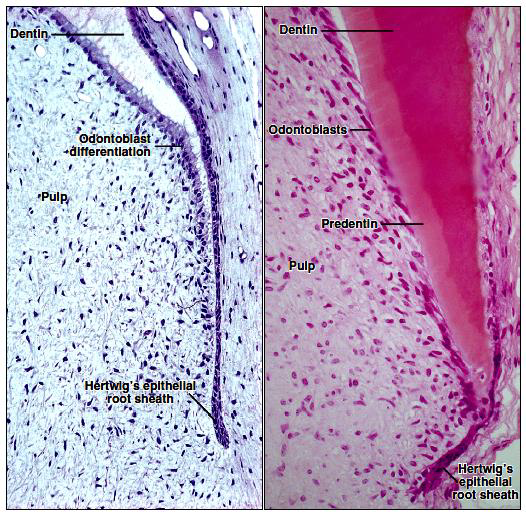 Dentin
Odontoblast
differentiation
Pulp
Hertwig's epithelial
root sheath
Dentin
Odontoblasts
Predentin
Pulp
Hertwig's
epithelial
root sheath